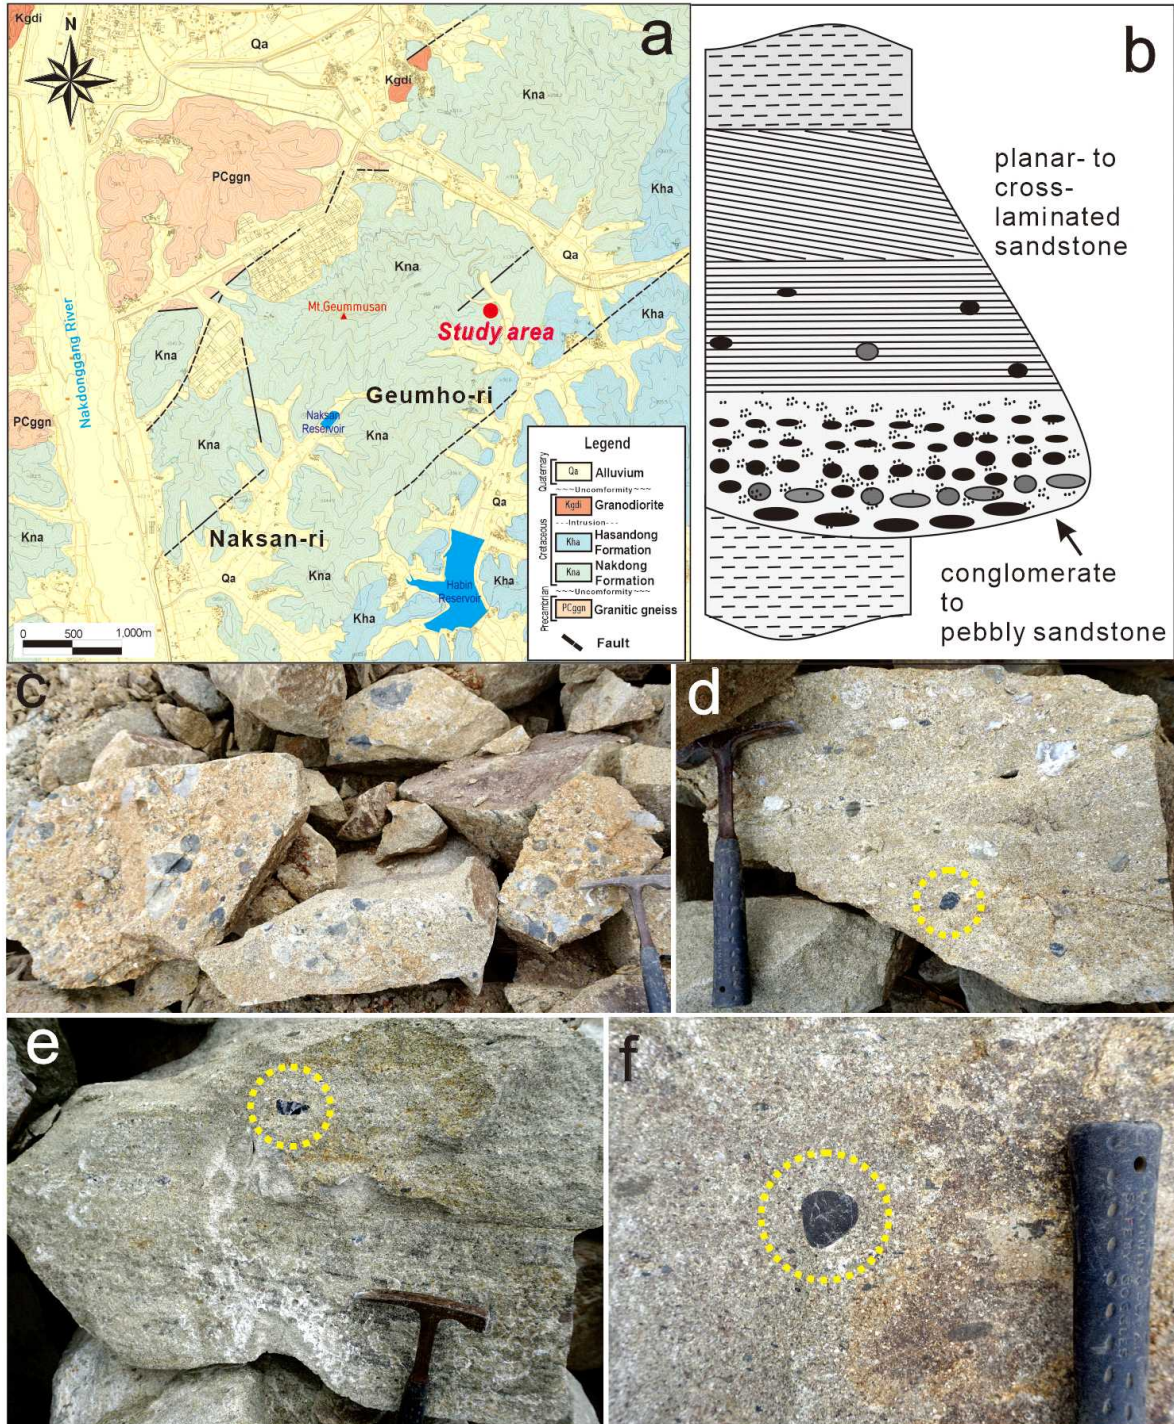 a
N
Kgdi
Qa
Kgdi
Kna
PCggn
Kha
Kna
Qa
Mt.Geummusan
Study area
Kha
Kna
Nakdonggang River
Geumho-ri
PCggn
Naksan
Reservoir
Kna
Kna
Qa
Kna
Naksan-ri
Qa
Kna
Kha
Habin
Reservoir
Kha
0 500 1,000m
Legend
Quaternary
Qa Alluvium
~~~Uncomformity~~~
Cretaceous
Kgdi Granodiorite
---Intrusion---
Kha Hasandong
Formation
Kna Nakdong
Formation
~~~Uncomformity~~~
Precambrian
PCggn Granitic gneiss
Fault
b
planar- to
cross-
laminated
sandstone
conglomerate
to
pebbly sandstone
c
d
e
f